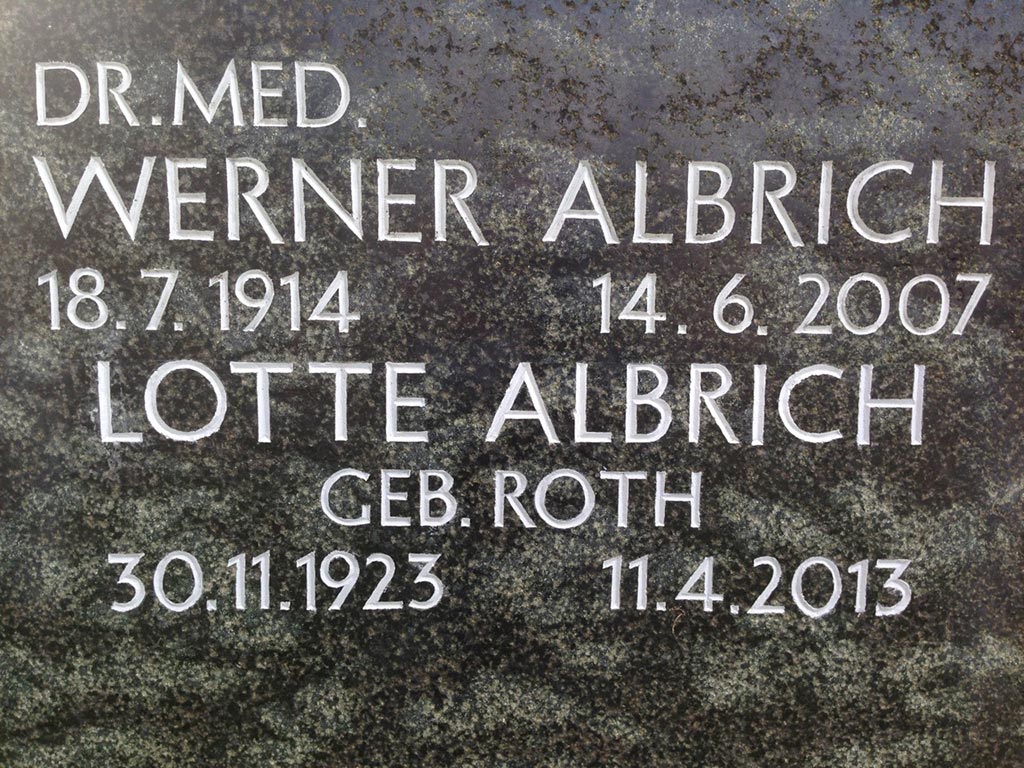 DR. MED.
WERNER ALBRICH
18. 7. 1914 14. 6. 2007
LOTTE ALBRICH
GEB. ROTH
30.11.1923 11.4.2013